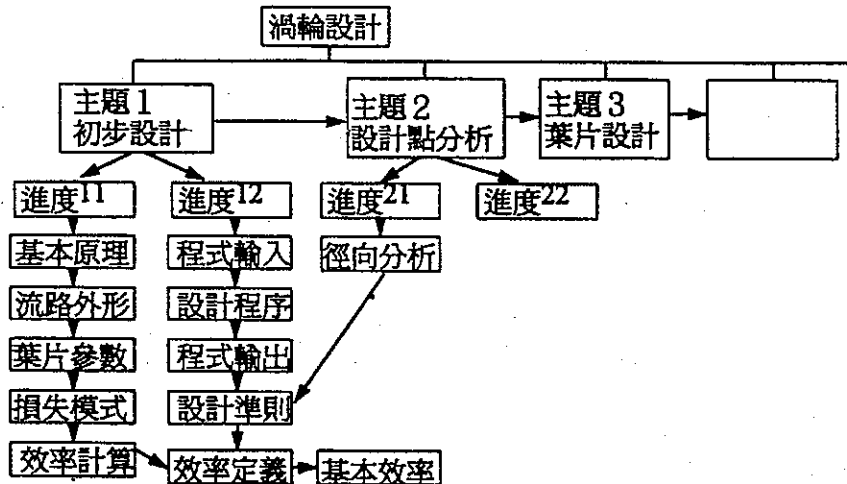 渦輪設計
主題1
初步設計
主題2
設計點分析
主題3
葉片設計
進度11
進度12
進度21
進度22
基本原理
程式輸入
徑向分析
流路外形
設計程序
葉片參數
程式輸出
損失模式
設計準則
效率計算
效率定義
基本效率